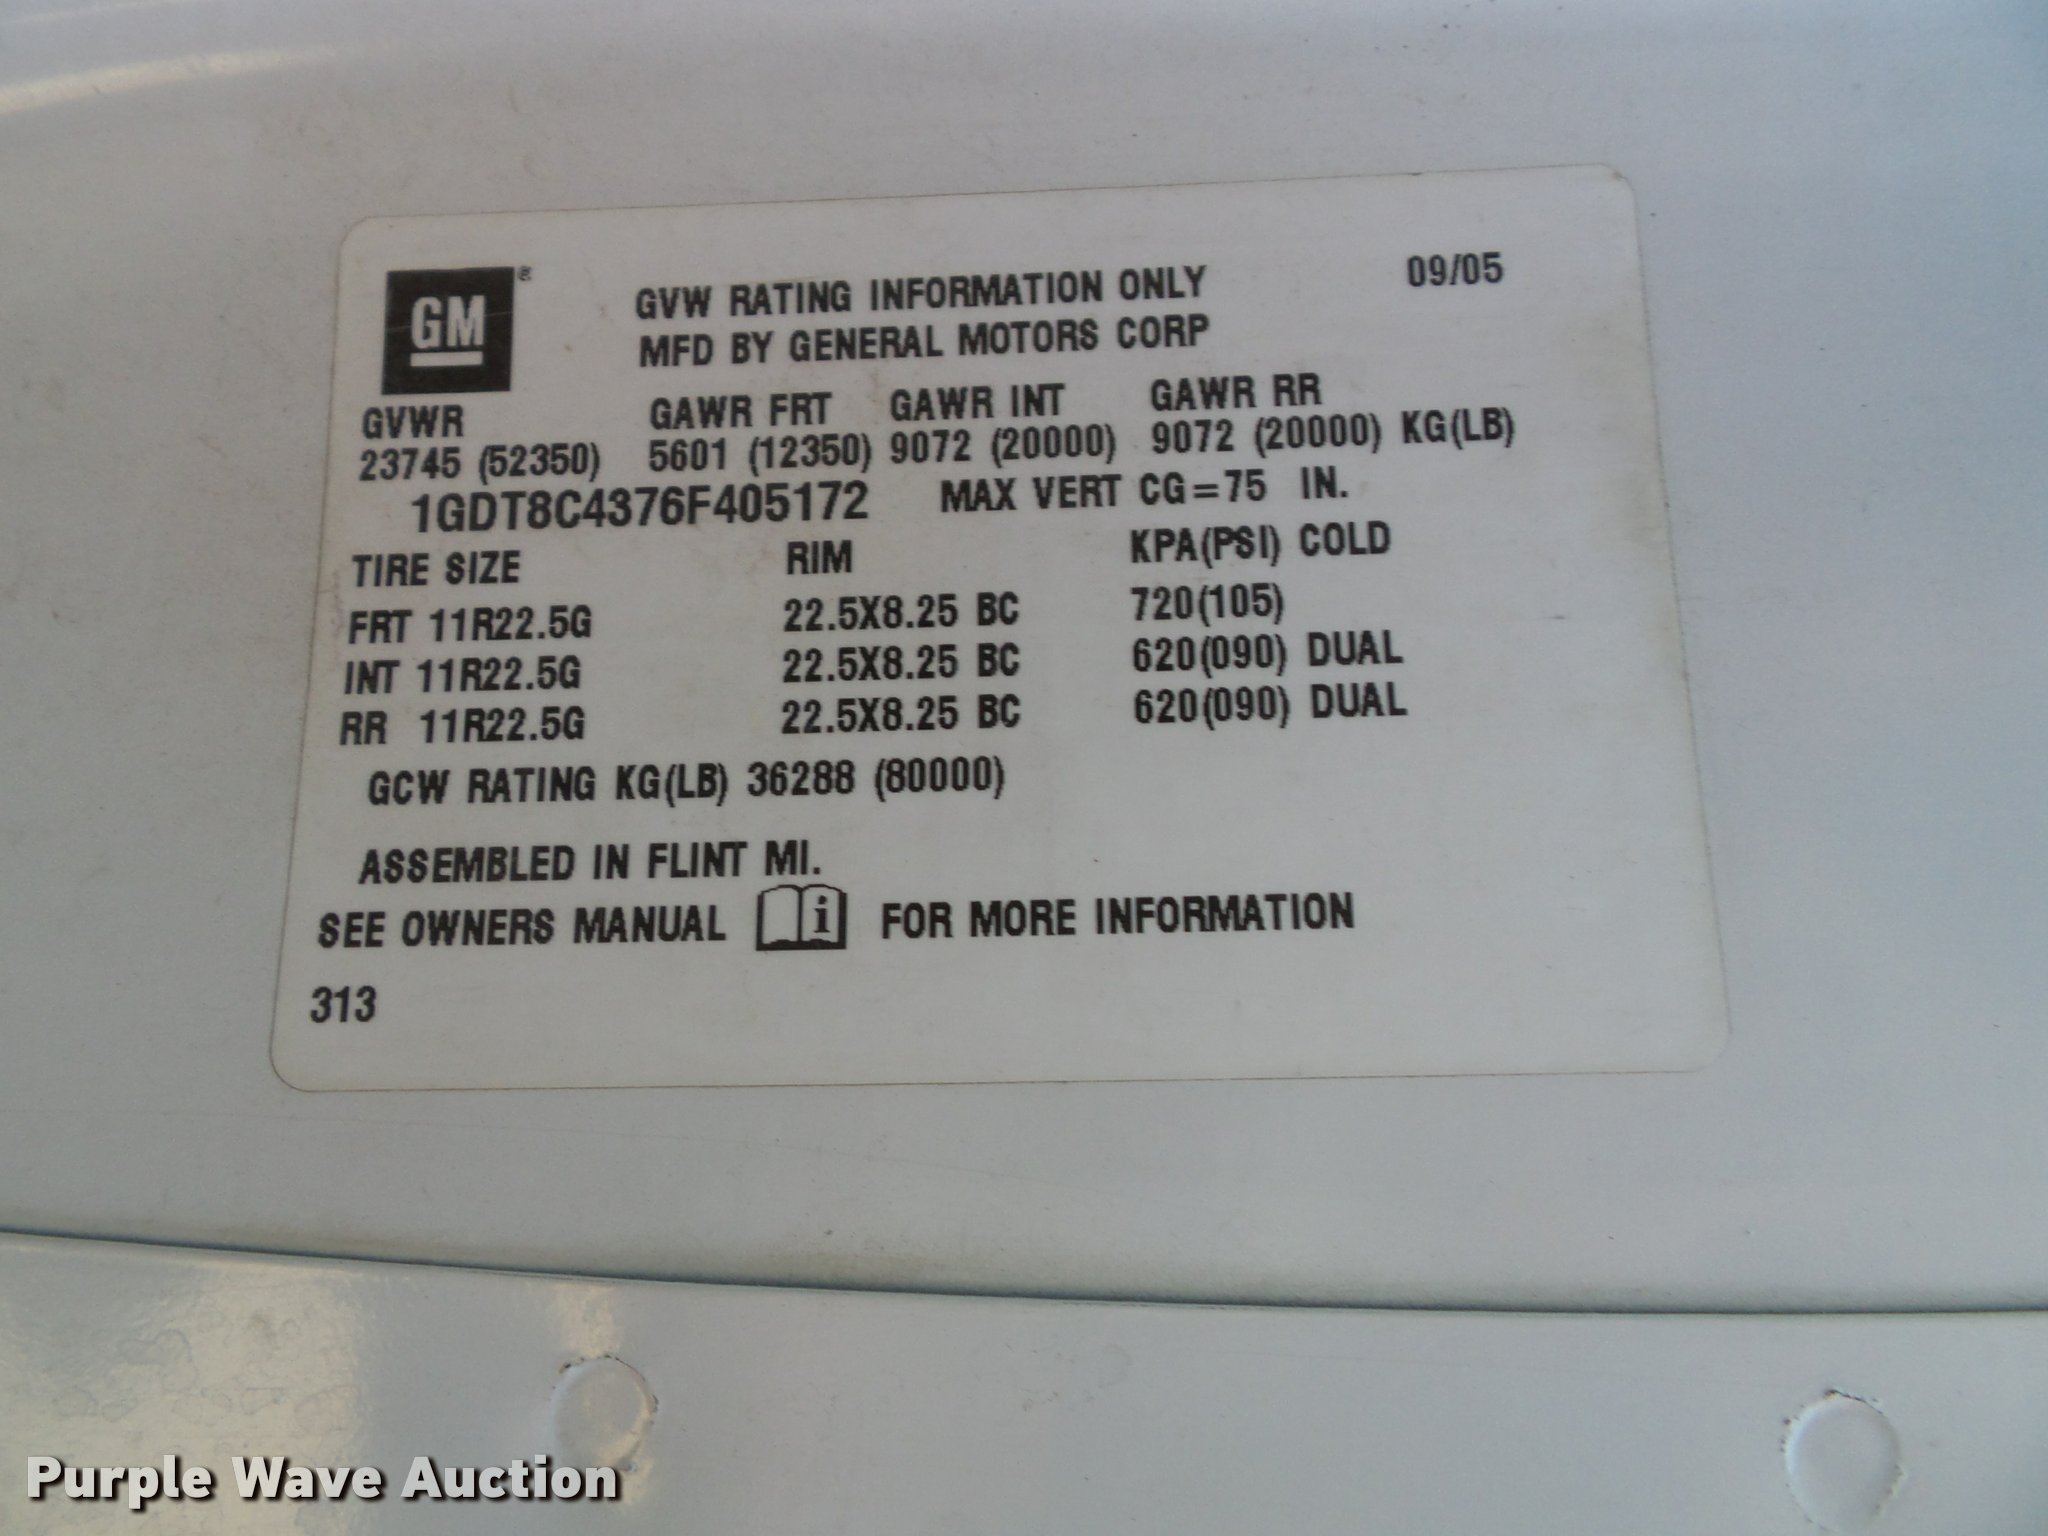 GM®
GVW RATING INFORMATION ONLY 09/05
MFD BY GENERAL MOTORS CORP
GVWR GAWR FRT GAWR INT GAWR RR
23745 (52350) 5601 (12350) 9072 (20000) 9072 (20000) KG(LB)
1GDT8C4376F405172 MAX VERT CG=75 IN.
TIRE SIZE RIM KPA(PSI) COLD
FRT 11R22.5G 22.5X8.25 BC 720(105)
INT 11R22.5G 22.5X8.25 BC 620(090) DUAL
RR 11R22.5G 22.5X8.25 BC 620(090) DUAL
GCW RATING KG(LB) 36288 (80000)
ASSEMBLED IN FLINT MI.
SEE OWNERS MANUAL i FOR MORE INFORMATION
313
Purple Wave Auction